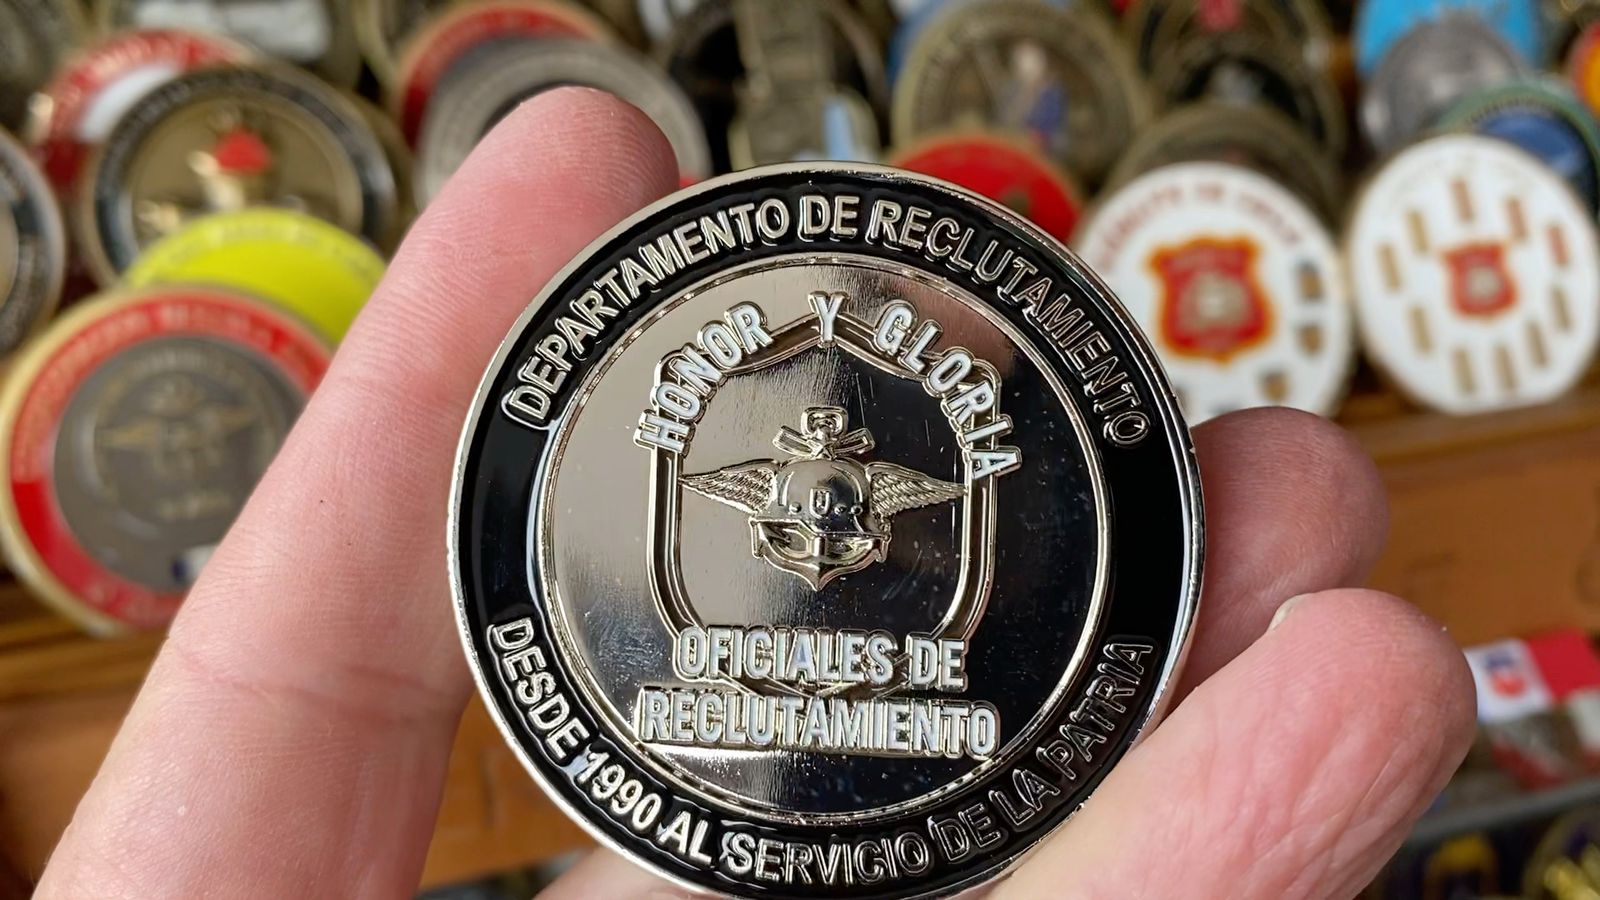 DEPARTAMENTO DE RECLUTAMIENTO
HONOR Y GLORIA
OFICIALES DE
RECLUTAMIENTO
DESDE 1990 AL SERVICIO DE LA PATRIA